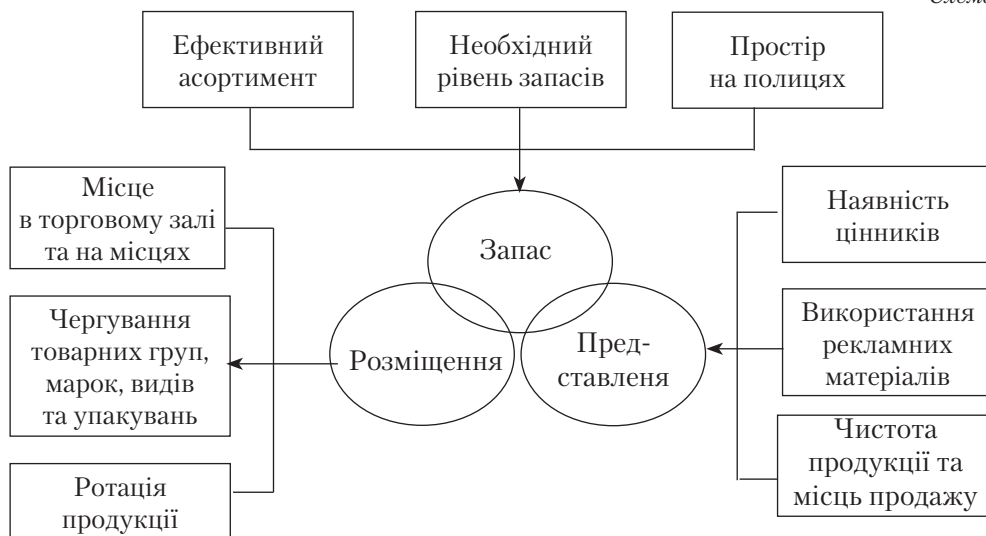 Ефективний
асортимент
Необхідний
рівень запасів
Простір
на полицях
Місце
в торговому залі
та на місцях
Чергування
товарних груп,
марок, видів
та упакувань
Ротація
продукції
Запас
Розміщення
Пред-
ставленя
Наявність
цінників
Використання
рекламних
матеріалів
Чистота
продукції та
місць продажу